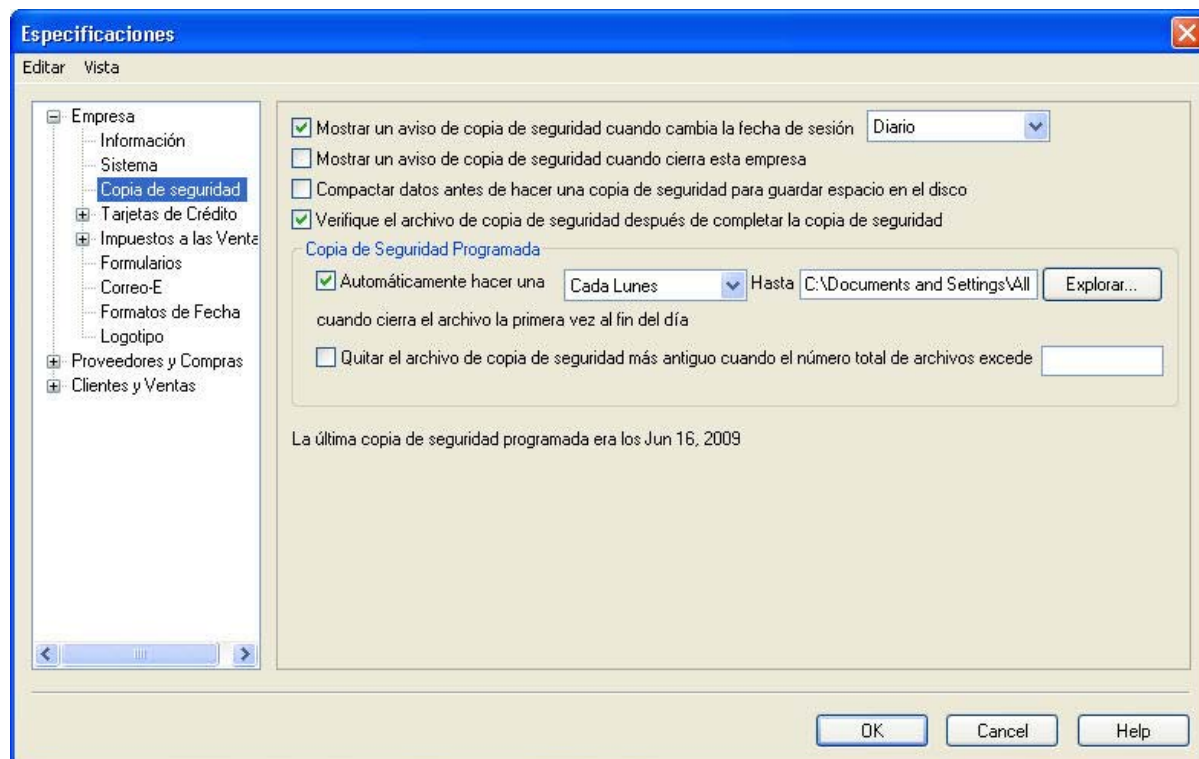 Especificaciones
Editar Vista
Empresa
Información
Sistema
Copia de seguridad
Tarjetas de Crédito
Impuestos a las Venta
Formularios
Correo-E
Formatos de Fecha
Logotipo
Proveedores y Compras
Clientes y Ventas
Mostrar un aviso de copia de seguridad cuando cambia la fecha de sesión Diario
Mostrar un aviso de copia de seguridad cuando cierra esta empresa
Compactar datos antes de hacer una copia de seguridad para guardar espacio en el disco
Verifique el archivo de copia de seguridad después de completar la copia de seguridad
Copia de Seguridad Programada
Automáticamente hacer una Cada Lunes Hasta C:\Documents and Settings\All Explorar...
cuando cierra el archivo la primera vez al fin del día
Quitar el archivo de copia de seguridad más antiguo cuando el número total de archivos excede
La última copia de seguridad programada era los Jun 16, 2009
OK Cancel Help